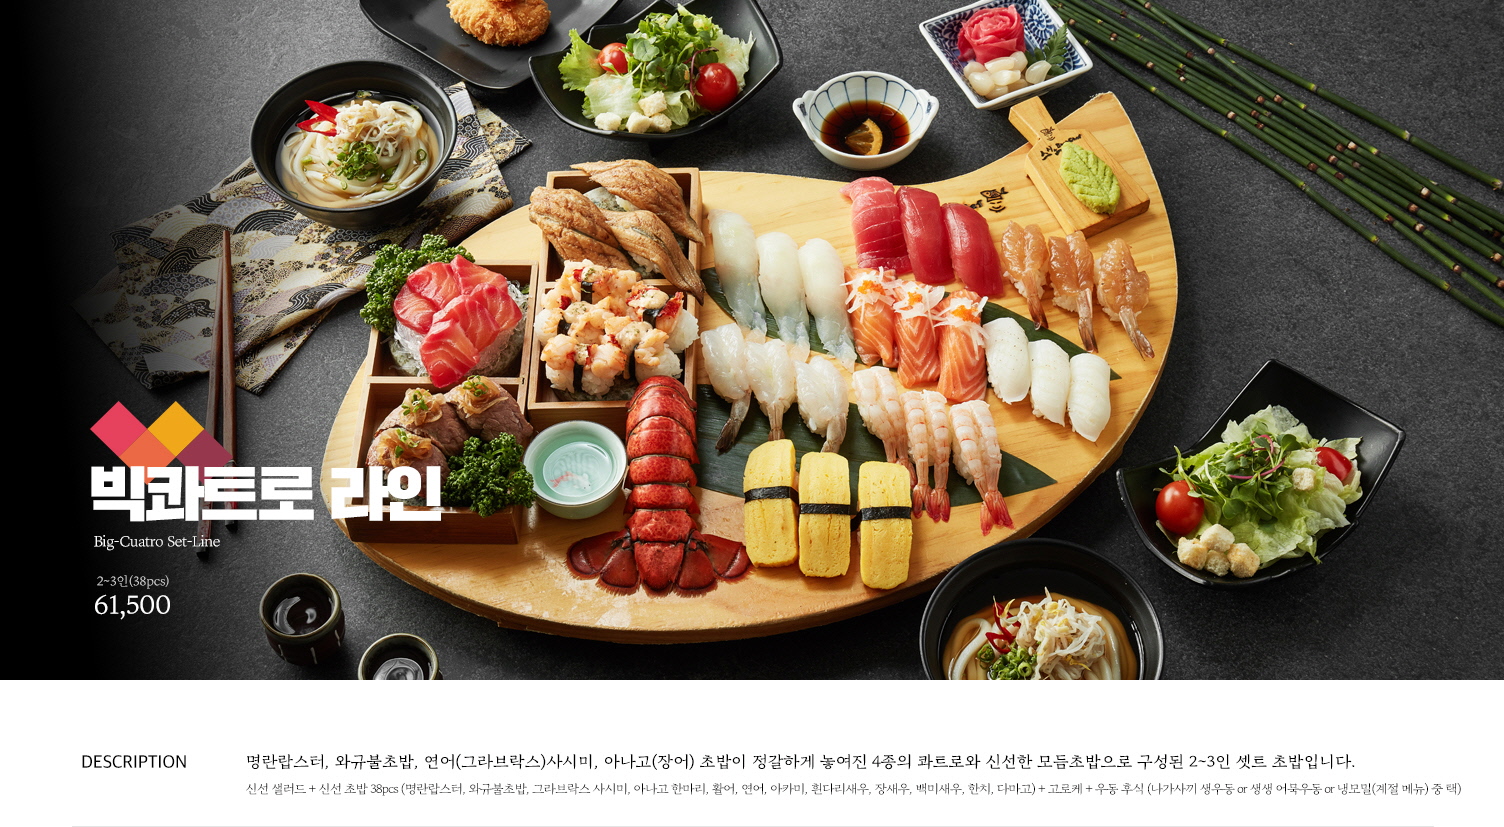 빅콰트로 라인
Big-Cuatro Set-Line
2~3인(38pcs)
61,500
DESCRIPTION
명란랍스터, 와규불초밥, 연어(그라브락스)사시미, 아나고(장어) 초밥이 정갈하게 놓여진 4종의 콰트로와 신선한 모듬초밥으로 구성된 2~3인 셋트 초밥입니다.
신선 샐러드 + 신선 초밥 38pcs (명란랍스터, 와규불초밥, 그라브락스 사시미, 아나고 한마리, 활어, 연어, 아카미, 흰다리새우, 장새우, 백미새우, 한치, 다마고) + 고로케 + 우동 후식 (나가사끼 생우동 or 생생 어묵우동 or 냉모밀(계절 메뉴) 중 택)